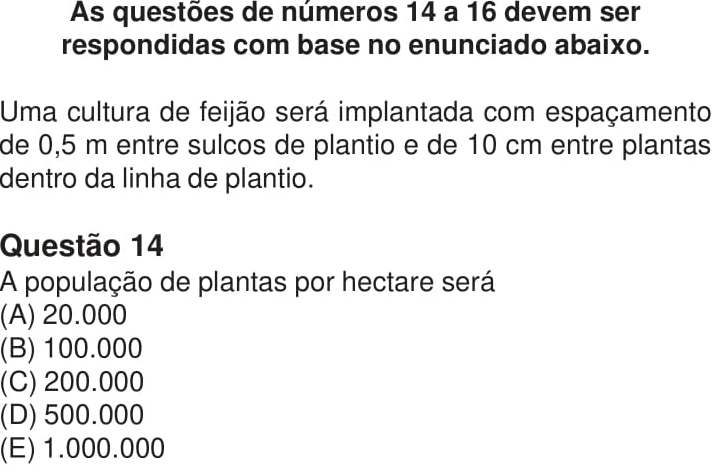 As questões de números 14 a 16 devem ser
respondidas com base no enunciado abaixo.
Uma cultura de feijão será implantada com espaçamento
de 0,5 m entre sulcos de plantio e de 10 cm entre plantas
dentro da linha de plantio.
Questão 14
A população de plantas por hectare será
(A) 20.000
(B) 100.000
(C) 200.000
(D) 500.000
(E) 1.000.000